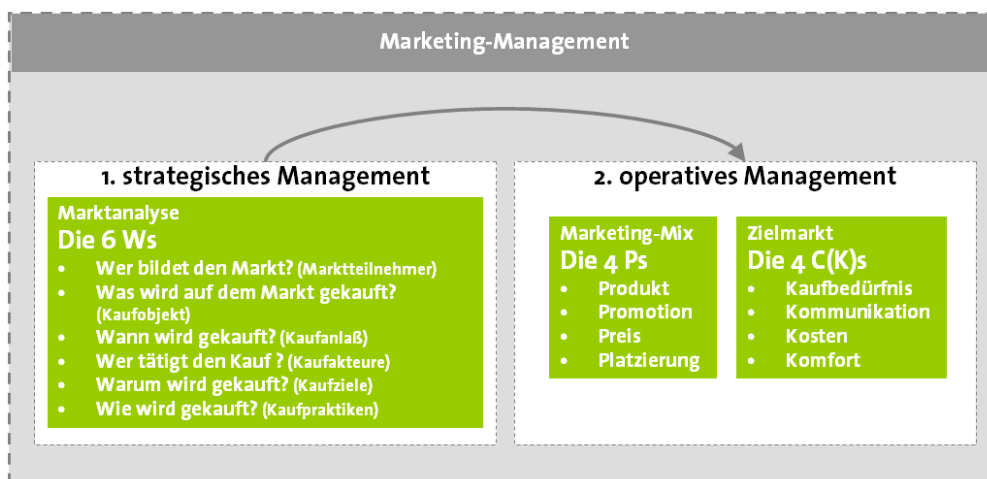 Marketing-Management
1. strategisches Management
Marktanalyse
Die 6 Ws
• Wer bildet den Markt? (Marktteilnehmer)
• Was wird auf dem Markt gekauft?
(Kaufobjekt)
• Wann wird gekauft? (Kaufanlaß)
• Wer tätigt den Kauf ? (Kaufakteure)
• Warum wird gekauft? (Kaufziele)
• Wie wird gekauft? (Kaufpraktiken)
2. operatives Management
Marketing-Mix
Die 4 Ps
• Produkt
• Promotion
• Preis
• Platzierung
Zielmarkt
Die 4 C(K)s
• Kaufbedürfnis
• Kommunikation
• Kosten
• Komfort